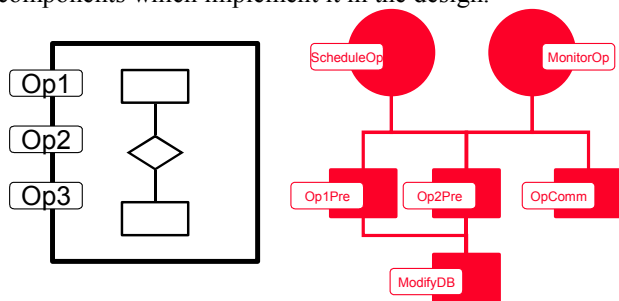 components which implement it in the design.
Op1
Op2
Op3
ScheduleOp
MonitorOp
Op1Pre
Op2Pre
OpComm
ModifyDB